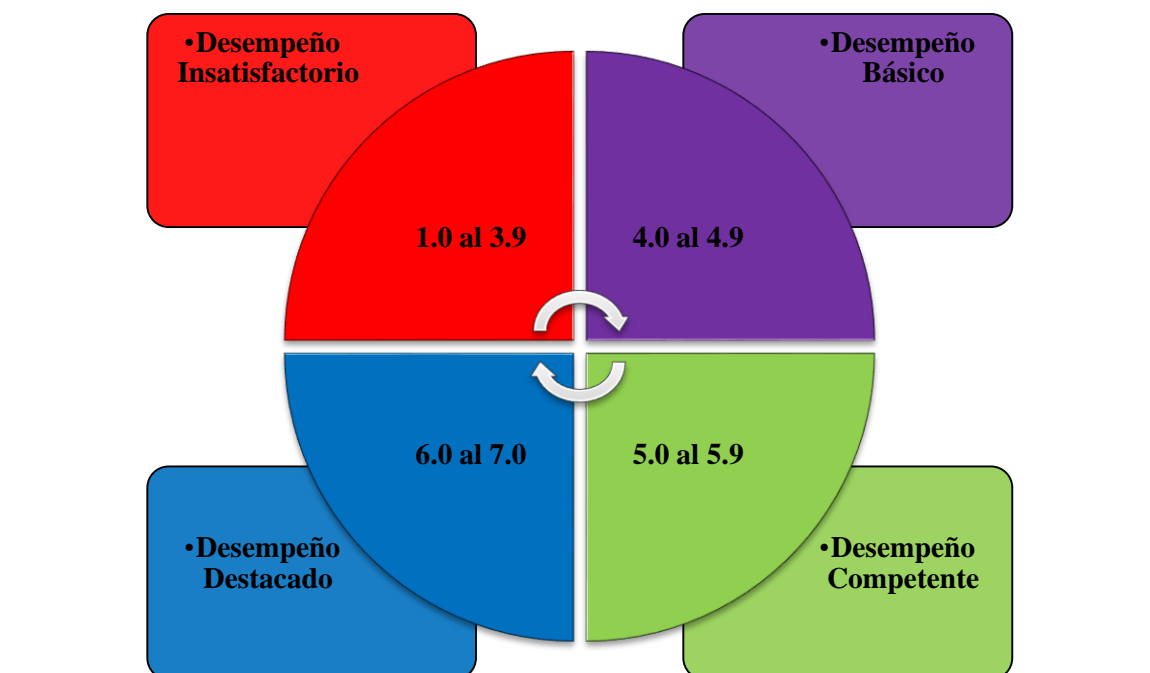 •Desempeño
Insatisfactorio
•Desempeño
Básico
1.0 al 3.9
4.0 al 4.9
6.0 al 7.0
5.0 al 5.9
•Desempeño
Destacado
•Desempeño
Competente